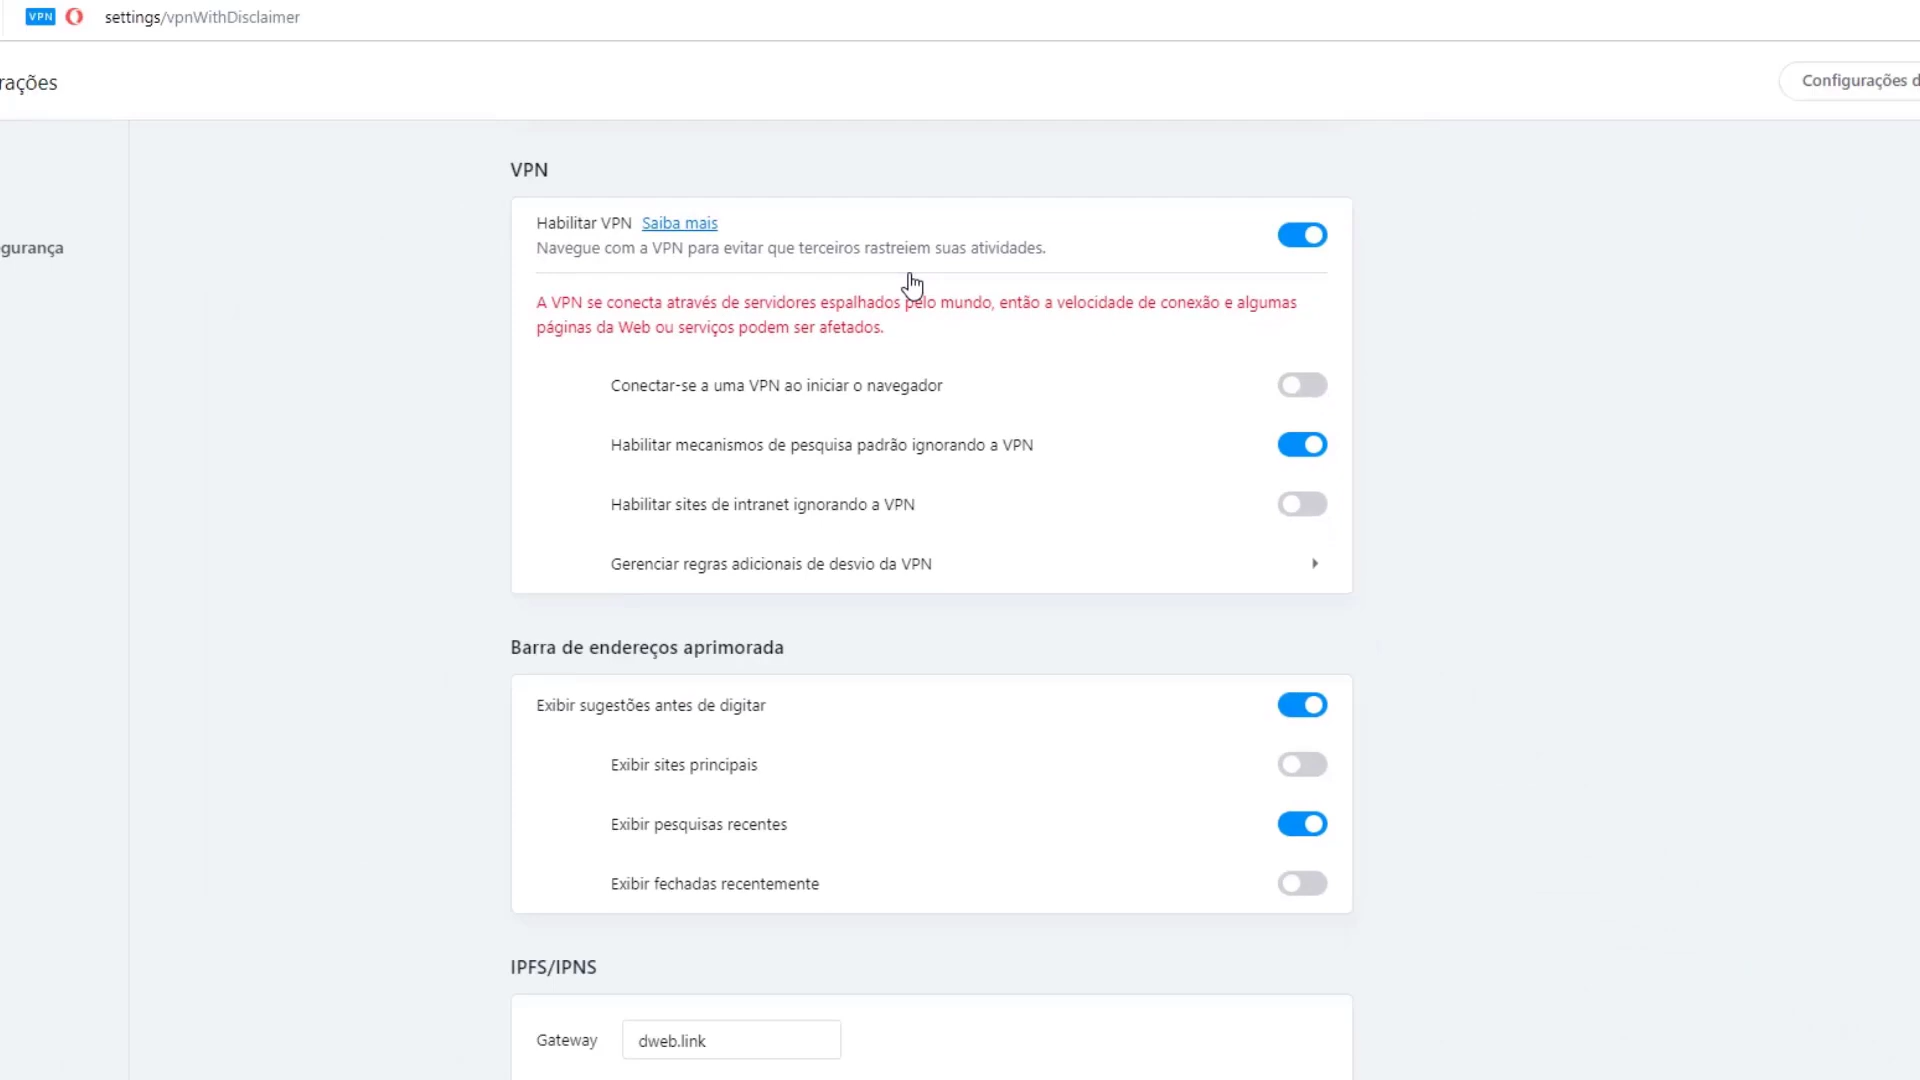 VPN settings/vpnWithDisclaimer
rações
Configurações d
gurança
VPN
Habilitar VPN Saiba mais
Navegue com a VPN para evitar que terceiros rastreiem suas atividades.
A VPN se conecta através de servidores espalhados pelo mundo, então a velocidade de conexão e algumas
páginas da Web ou serviços podem ser afetados.
Conectar-se a uma VPN ao iniciar o navegador
Habilitar mecanismos de pesquisa padrão ignorando a VPN
Habilitar sites de intranet ignorando a VPN
Gerenciar regras adicionais de desvio da VPN
Barra de endereços aprimorada
Exibir sugestões antes de digitar
Exibir sites principais
Exibir pesquisas recentes
Exibir fechadas recentemente
IPFS/IPNS
Gateway dweb.link